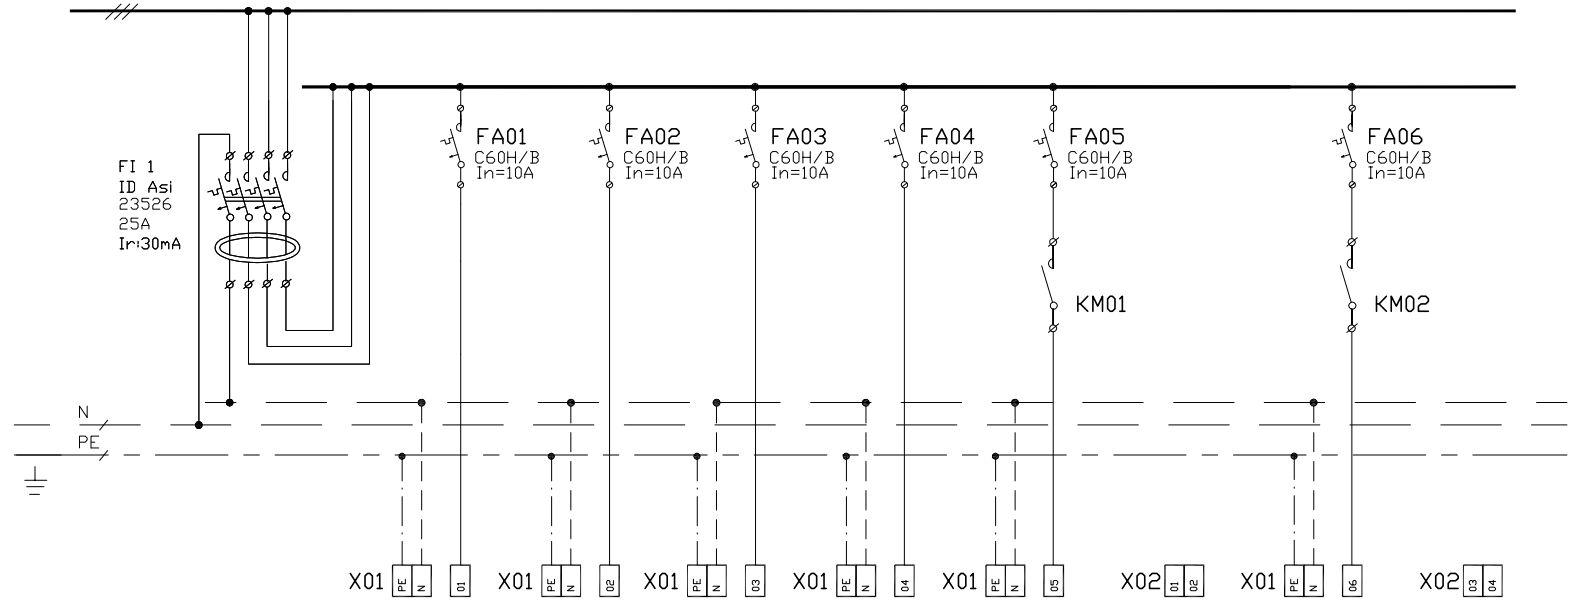 FI 1
ID Asi
23526
25A
Ir:30mA
FA01
C60H/B
In=10A
FA02
C60H/B
In=10A
FA03
C60H/B
In=10A
FA04
C60H/B
In=10A
FA05
C60H/B
In=10A
FA06
C60H/B
In=10A
KM01
KM02
N
PE
X01 PE N 01
X01 PE N 02
X01 PE N 03
X01 PE N 04
X01 PE N 05
X02 01 02
X01 PE N 06
X02 03 04